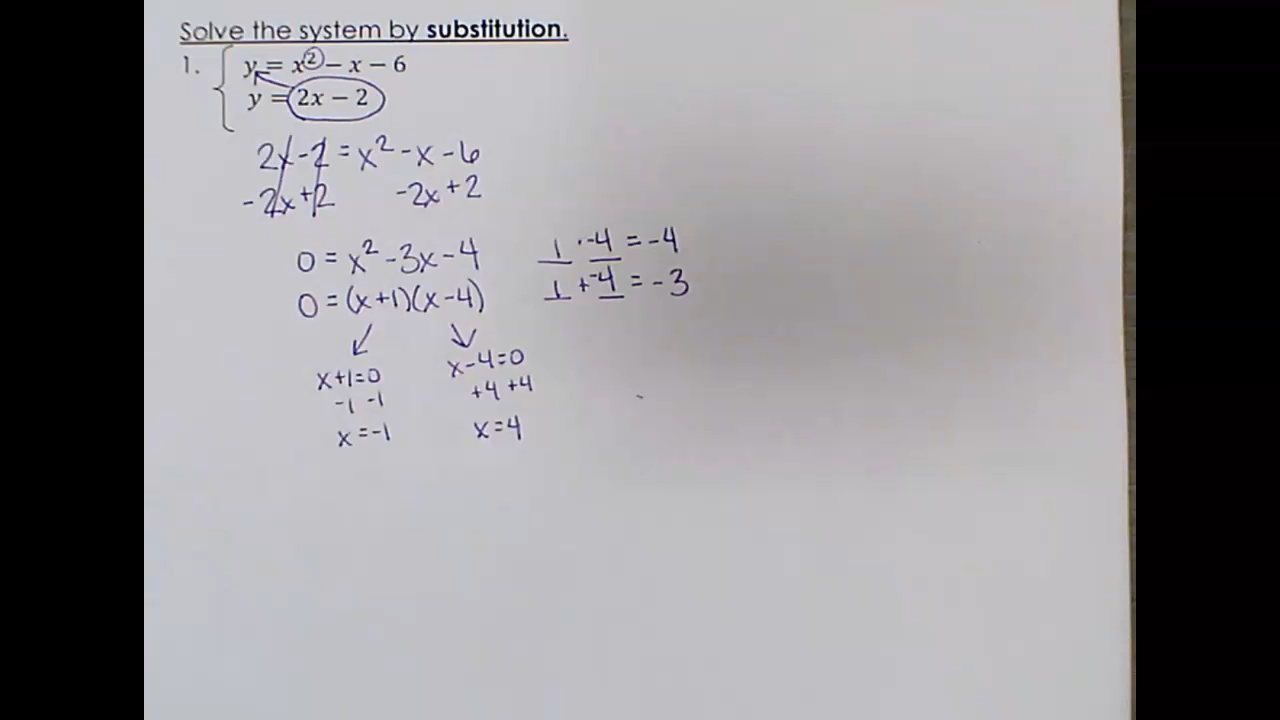 Solve the system by substitution.
1. { y = x² − x − 6
y = 2x − 2
2x - 2 = x² - x - 6
-2x + 2 -2x + 2
0 = x² - 3x - 4
1 · -4 = -4
0 = (x+1)(x-4)
1 + -4 = -3
x+1=0
x-4=0
-1 -1
+4 +4
x=-1
x=4